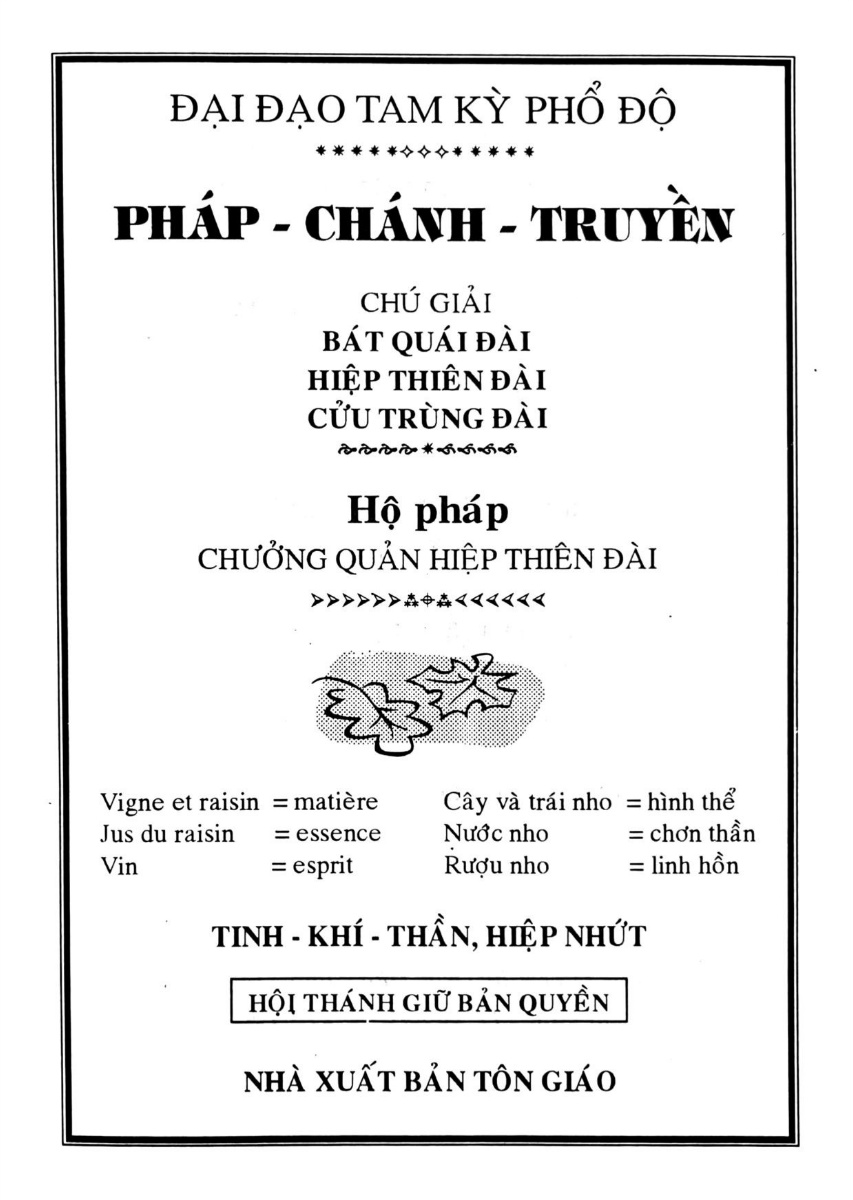 ĐẠI ĐẠO TAM KỲ PHỔ ĐỘ
PHÁP - CHÁNH - TRUYỀN
CHÚ GIẢI
BÁT QUÁI ĐÀI
HIỆP THIÊN ĐÀI
CỬU TRÙNG ĐÀI
Hộ pháp
CHƯỞNG QUẢN HIỆP THIÊN ĐÀI
Vigne et raisin = matière Cây và trái nho = hình thể
Jus du raisin = essence Nước nho = chơn thần
Vin = esprit Rượu nho = linh hồn
TINH - KHÍ - THẦN, HIỆP NHỨT
HỘI THÁNH GIỮ BẢN QUYỀN
NHÀ XUẤT BẢN TÔN GIÁO